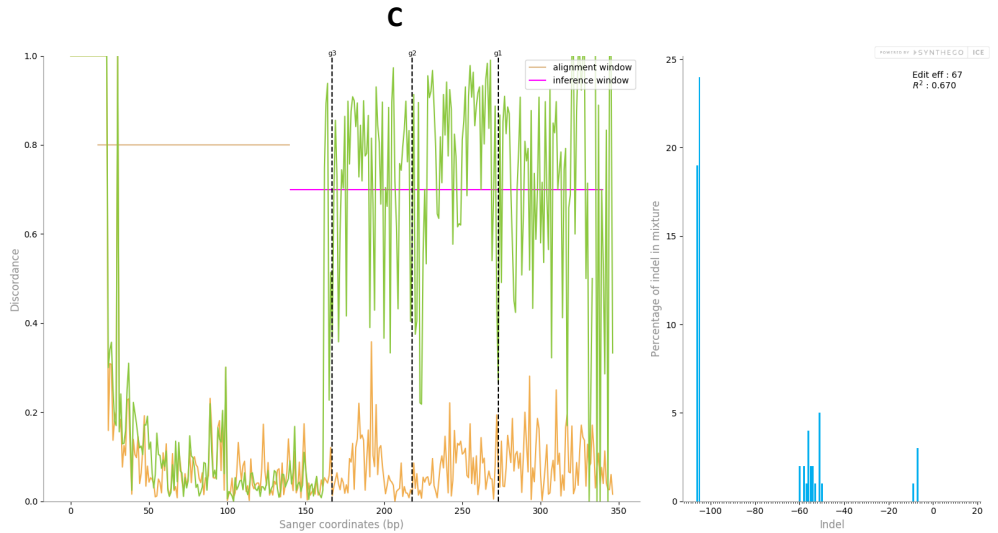 C
g3
g2
g1
1.0
0.8
0.6
0.4
0.2
0.0
Discordance
alignment window
inference window
0
50
100
150
200
250
300
350
Sanger coordinates (bp)
POWERED BY SYNTHEGO ICE
Edit eff : 67
R² : 0.670
25
20
15
10
5
0
Percentage of indel in mixture
−100
−80
−60
−40
−20
0
20
Indel